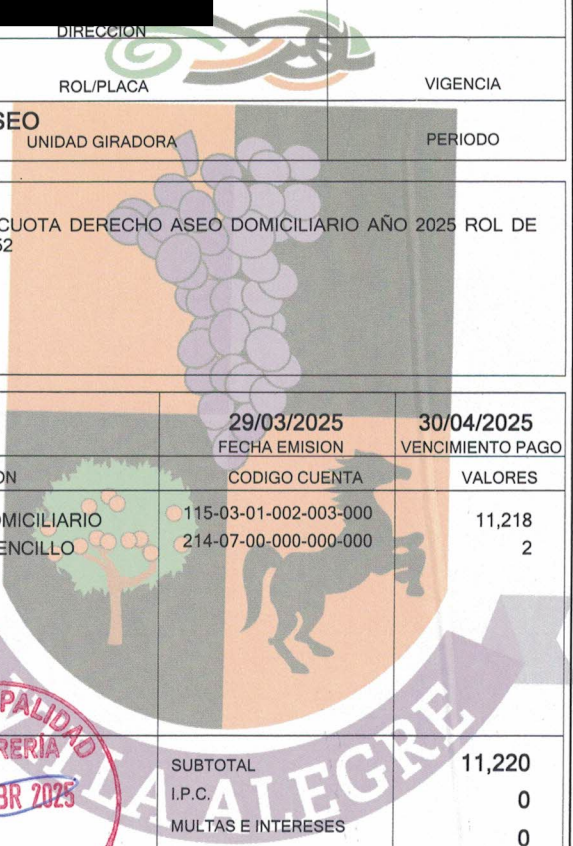 DIRECCION
ROL/PLACA VIGENCIA
SEO
UNIDAD GIRADORA PERIODO
CUOTA DERECHO ASEO DOMICILIARIO AÑO 2025 ROL DE
52
29/03/2025 30/04/2025
FECHA EMISION VENCIMIENTO PAGO
ON CODIGO CUENTA VALORES
OMICILIARIO 115-03-01-002-003-000 11,218
ENCILLO 214-07-00-000-000-000 2
PALIDAD
RERÍA
BR 2025
LA ALEGRE
SUBTOTAL 11,220
I.P.C. 0
MULTAS E INTERESES 0